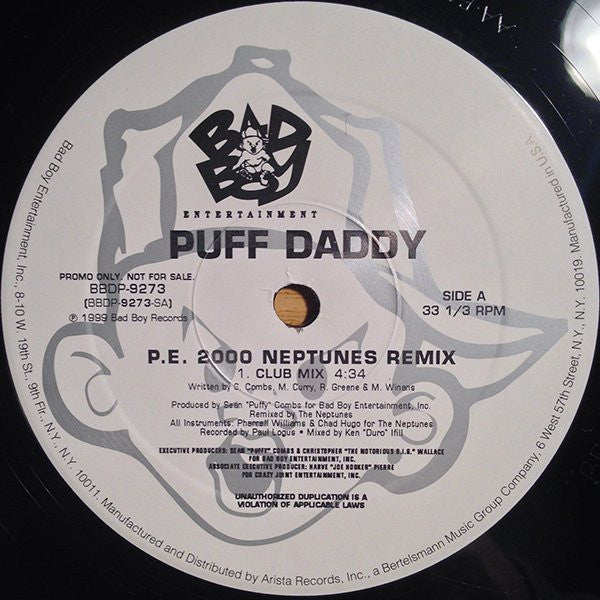 BAD
BOY
ENTERTAINMENT
PUFF DADDY
PROMO ONLY. NOT FOR SALE.
BBDP-9273
(BBDP-9273-SA)
℗ 1999 Bad Boy Records
SIDE A
33 1/3 RPM
P.E. 2000 NEPTUNES REMIX
1. CLUB MIX 4:34
Written by S. Combs, M. Curry, R. Greene & M. Winans
Produced by Sean "Puffy" Combs for Bad Boy Entertainment, Inc.
Remixed by The Neptunes
All Instruments: Pharrell Williams & Chad Hugo for The Neptunes
Recorded by Paul Logus • Mixed by Ken "Duro" Ifill
EXECUTIVE PRODUCERS: SEAN "PUFFY" COMBS & CHRISTOPHER "THE NOTORIOUS B.I.G." WALLACE
FOR BAD BOY ENTERTAINMENT, INC.
ASSOCIATE EXECUTIVE PRODUCER: HARVE "JOE HOOKER" PIERRE
FOR CRAZY JOINT ENTERTAINMENT, INC.
UNAUTHORIZED DUPLICATION IS A
VIOLATION OF APPLICABLE LAWS
Bad Boy Entertainment, Inc., 8-10 W. 19th St., 9th Flr., N.Y., N.Y. 10011. Manufactured and Distributed by Arista Records, Inc., a Bertelsmann Music Group Company, 6 West 57th Street, N.Y., N.Y. 10019. Manufactured in U.S.A.